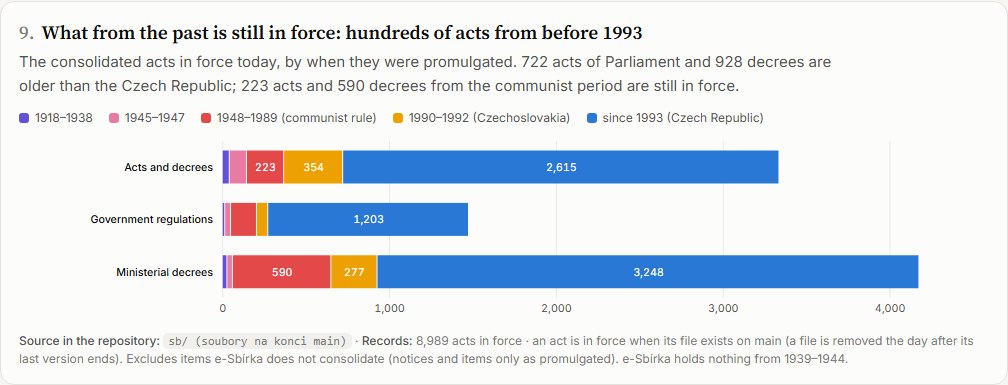 9. What from the past is still in force: hundreds of acts from before 1993
The consolidated acts in force today, by when they were promulgated. 722 acts of Parliament and 928 decrees are
older than the Czech Republic; 223 acts and 590 decrees from the communist period are still in force.
1918–1938 1945–1947 1948–1989 (communist rule) 1990–1992 (Czechoslovakia) since 1993 (Czech Republic)
Acts and decrees 223 354 2,615
Government regulations 1,203
Ministerial decrees 590 277 3,248
0 1,000 2,000 3,000 4,000
Source in the repository: sb/ (soubory na konci main) · Records: 8,989 acts in force · an act is in force when its file exists on main (a file is removed the day after its
last version ends). Excludes items e-Sbírka does not consolidate (notices and items only as promulgated). e-Sbírka holds nothing from 1939–1944.